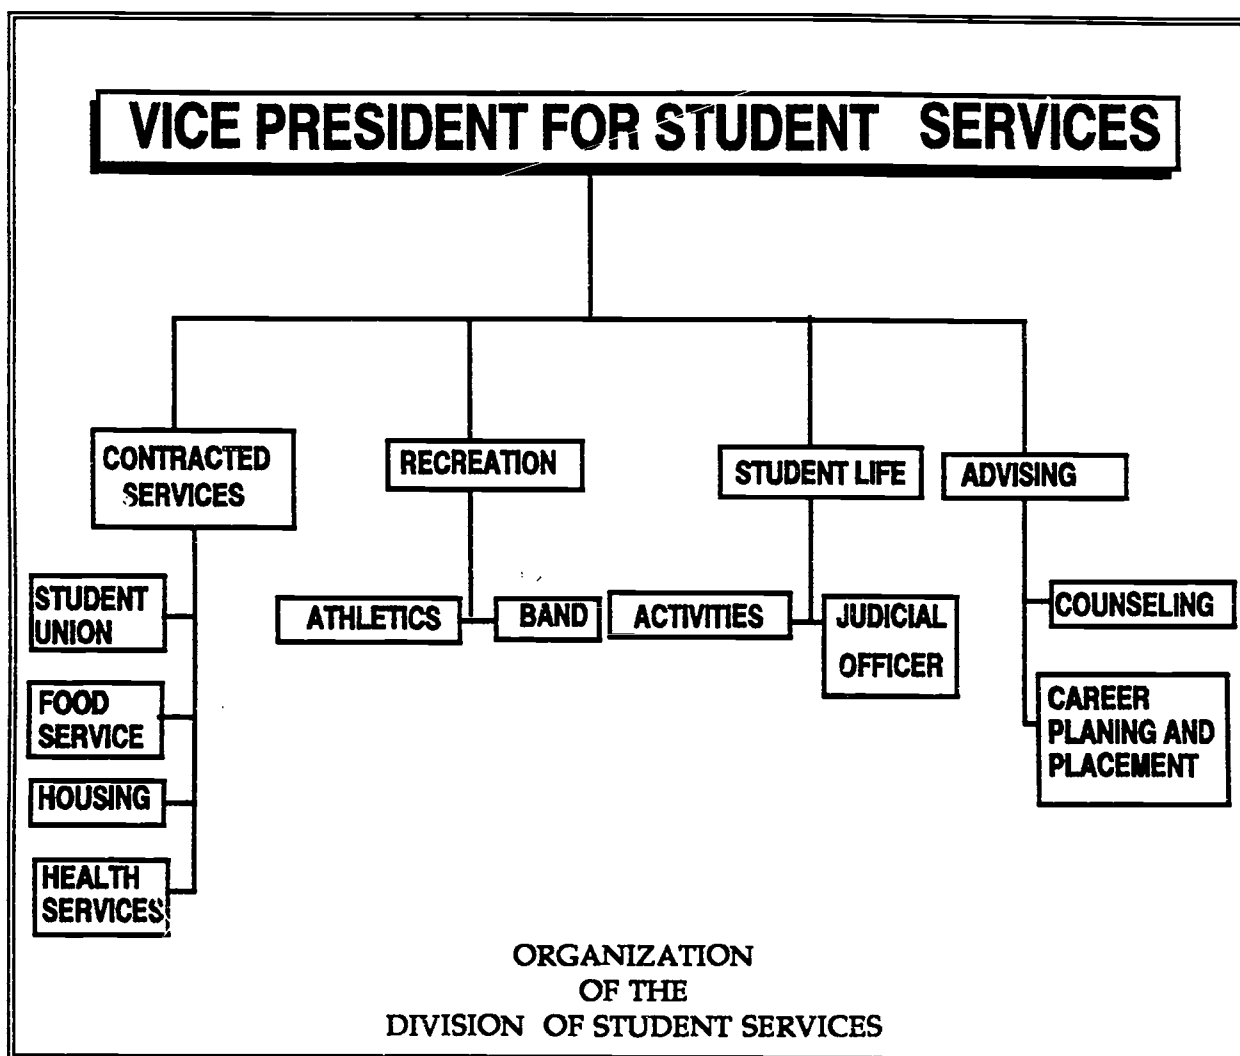 VICE PRESIDENT FOR STUDENT SERVICES
CONTRACTED
SERVICES
RECREATION
STUDENT LIFE
ADVISING
STUDENT
UNION
FOOD
SERVICE
HOUSING
HEALTH
SERVICES
ATHLETICS
BAND
ACTIVITIES
JUDICIAL
OFFICER
COUNSELING
CAREER
PLANING AND
PLACEMENT
ORGANIZATION
OF THE
DIVISION OF STUDENT SERVICES